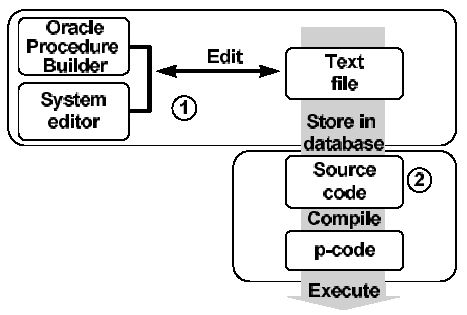 Oracle
Procedure
Builder
Edit
Text
file
System
editor
1
Store in
database
Source
code
2
Compile
p-code
Execute